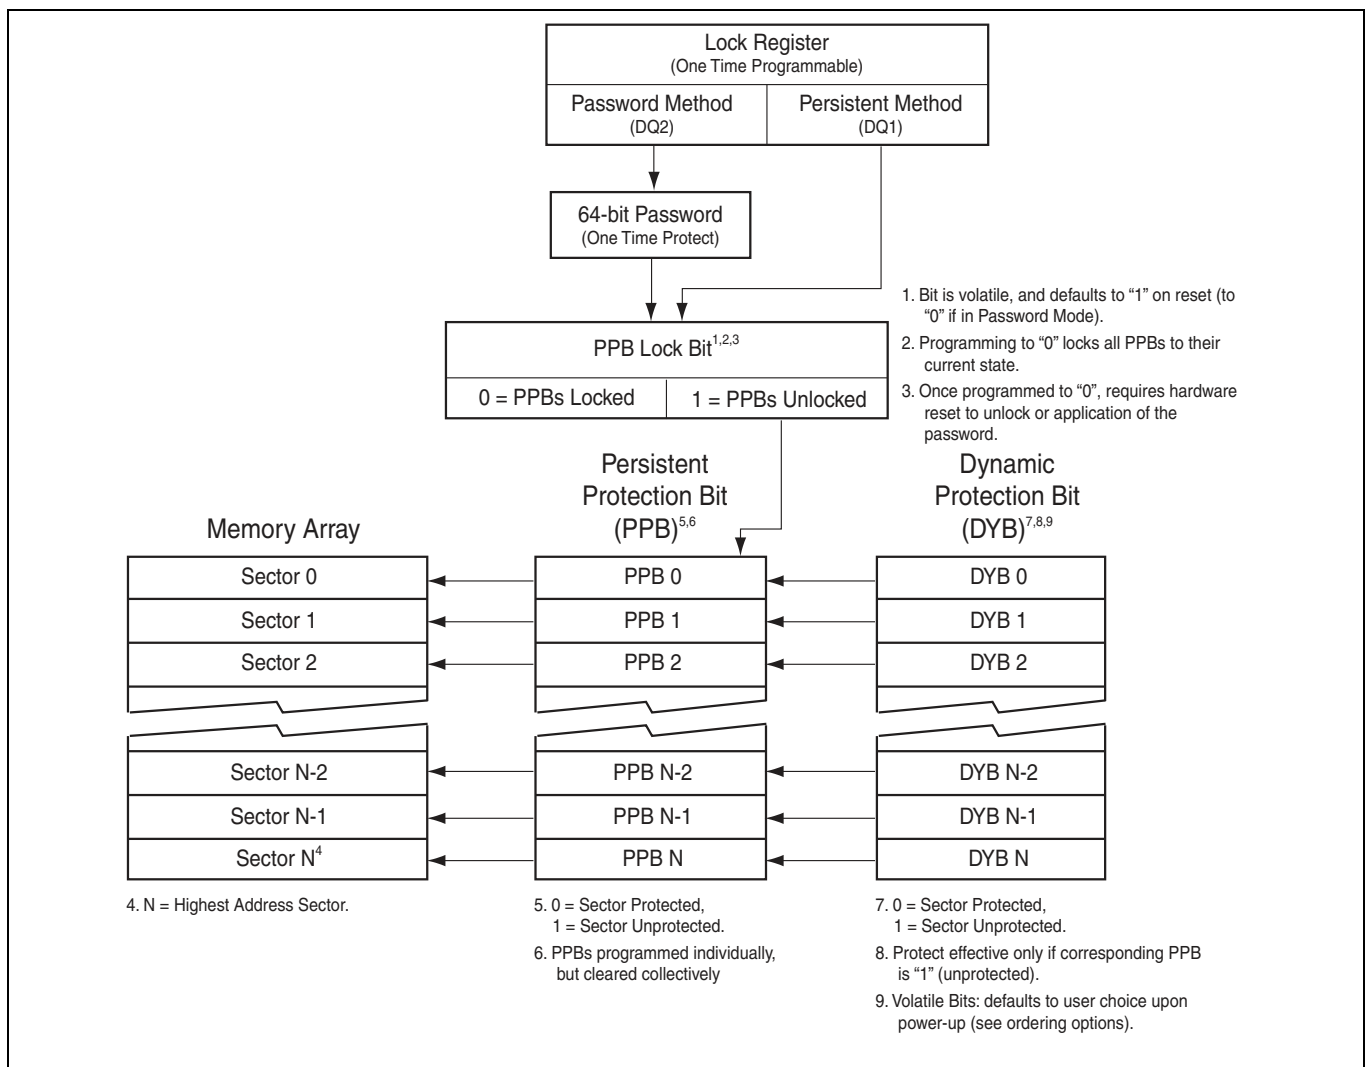 Lock Register
(One Time Programmable)
Password Method
(DQ2)
Persistent Method
(DQ1)
64-bit Password
(One Time Protect)
PPB Lock Bit1,2,3
0 = PPBs Locked
1 = PPBs Unlocked
1. Bit is volatile, and defaults to “1” on reset (to
“0” if in Password Mode).
2. Programming to “0” locks all PPBs to their
current state.
3. Once programmed to “0”, requires hardware
reset to unlock or application of the
password.
Memory Array
Persistent
Protection Bit
(PPB)5,6
Dynamic
Protection Bit
(DYB)7,8,9
Sector 0
PPB 0
DYB 0
Sector 1
PPB 1
DYB 1
Sector 2
PPB 2
DYB 2
Sector N-2
PPB N-2
DYB N-2
Sector N-1
PPB N-1
DYB N-1
Sector N4
PPB N
DYB N
4. N = Highest Address Sector.
5. 0 = Sector Protected,
1 = Sector Unprotected.
6. PPBs programmed individually,
but cleared collectively
7. 0 = Sector Protected,
1 = Sector Unprotected.
8. Protect effective only if corresponding PPB
is “1” (unprotected).
9. Volatile Bits: defaults to user choice upon
power-up (see ordering options).